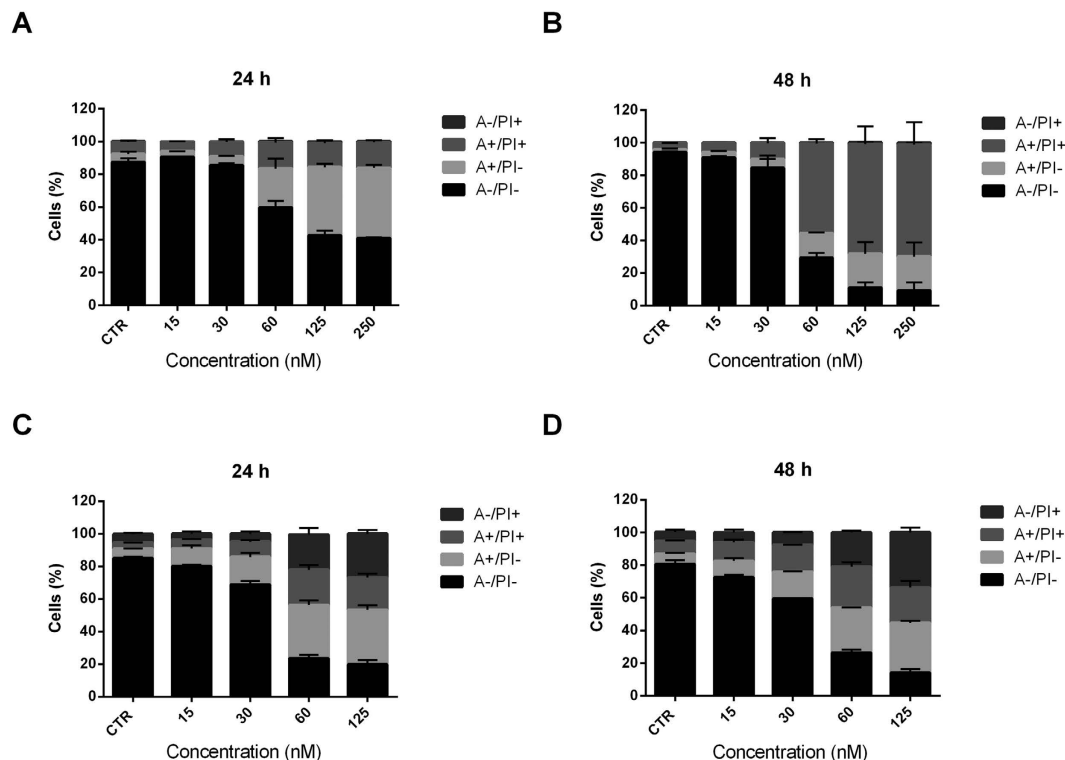 A
24 h
120
100
80
60
40
20
0
Cells (%)
CTR
15
30
60
125
250
Concentration (nM)
A-/PI+
A+/PI+
A+/PI-
A-/PI-
B
48 h
120
100
80
60
40
20
0
Cells (%)
CTR
15
30
60
125
250
Concentration (nM)
A-/PI+
A+/PI+
A+/PI-
A-/PI-
C
24 h
120
100
80
60
40
20
0
Cells (%)
CTR
15
30
60
125
Concentration (nM)
A-/PI+
A+/PI+
A+/PI-
A-/PI-
D
48 h
120
100
80
60
40
20
0
Cells (%)
CTR
15
30
60
125
Concentration (nM)
A-/PI+
A+/PI+
A+/PI-
A-/PI-